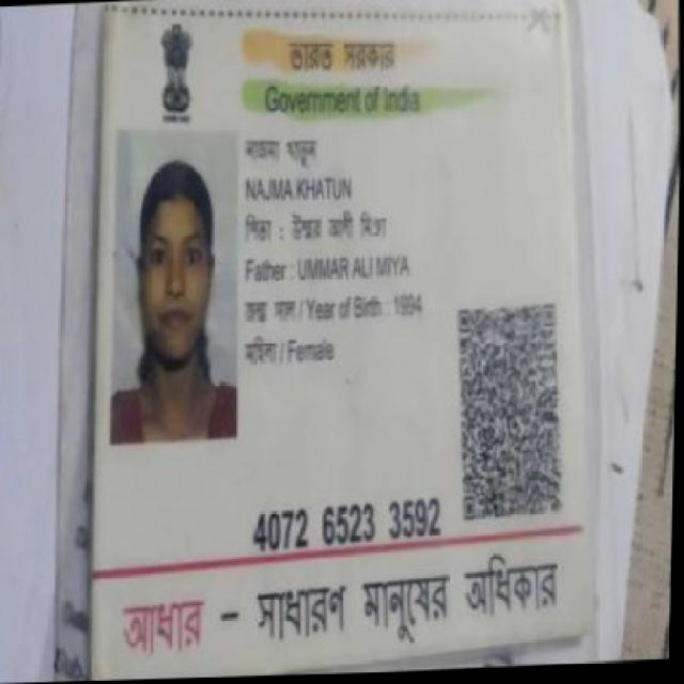 ভারত সরকার
Government of India
নাজমা খাতুন
NAJMA KHATUN
পিতা : উম্মর আলী মিঞা
Father : UMMAR ALI MIYA
জন্ম সাল / Year of Birth : 1994
মহিলা / Female
4072 6523 3592
আধার - সাধারণ মানুষের অধিকার